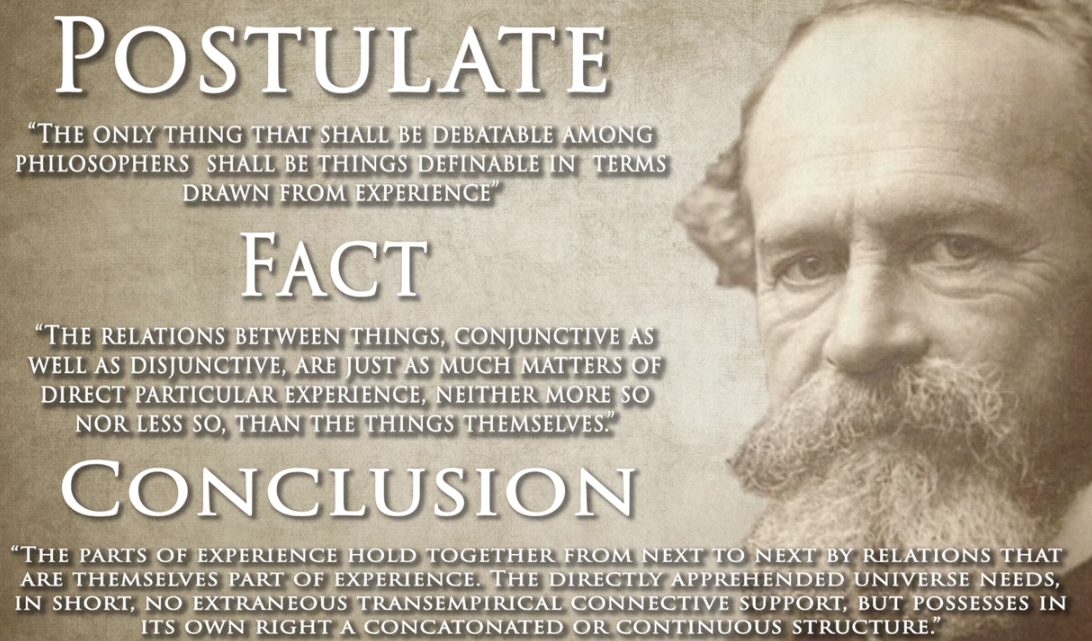 POSTULATE
“THE ONLY THING THAT SHALL BE DEBATABLE AMONG
PHILOSOPHERS SHALL BE THINGS DEFINABLE IN TERMS
DRAWN FROM EXPERIENCE”
FACT
“THE RELATIONS BETWEEN THINGS, CONJUNCTIVE AS
WELL AS DISJUNCTIVE, ARE JUST AS MUCH MATTERS OF
DIRECT PARTICULAR EXPERIENCE, NEITHER MORE SO
NOR LESS SO, THAN THE THINGS THEMSELVES.”
CONCLUSION
“THE PARTS OF EXPERIENCE HOLD TOGETHER FROM NEXT TO NEXT BY RELATIONS THAT
ARE THEMSELVES PART OF EXPERIENCE. THE DIRECTLY APPREHENDED UNIVERSE NEEDS,
IN SHORT, NO EXTRANEOUS TRANSEMPIRICAL CONNECTIVE SUPPORT, BUT POSSESSES IN
ITS OWN RIGHT A CONCATONATED OR CONTINUOUS STRUCTURE.”